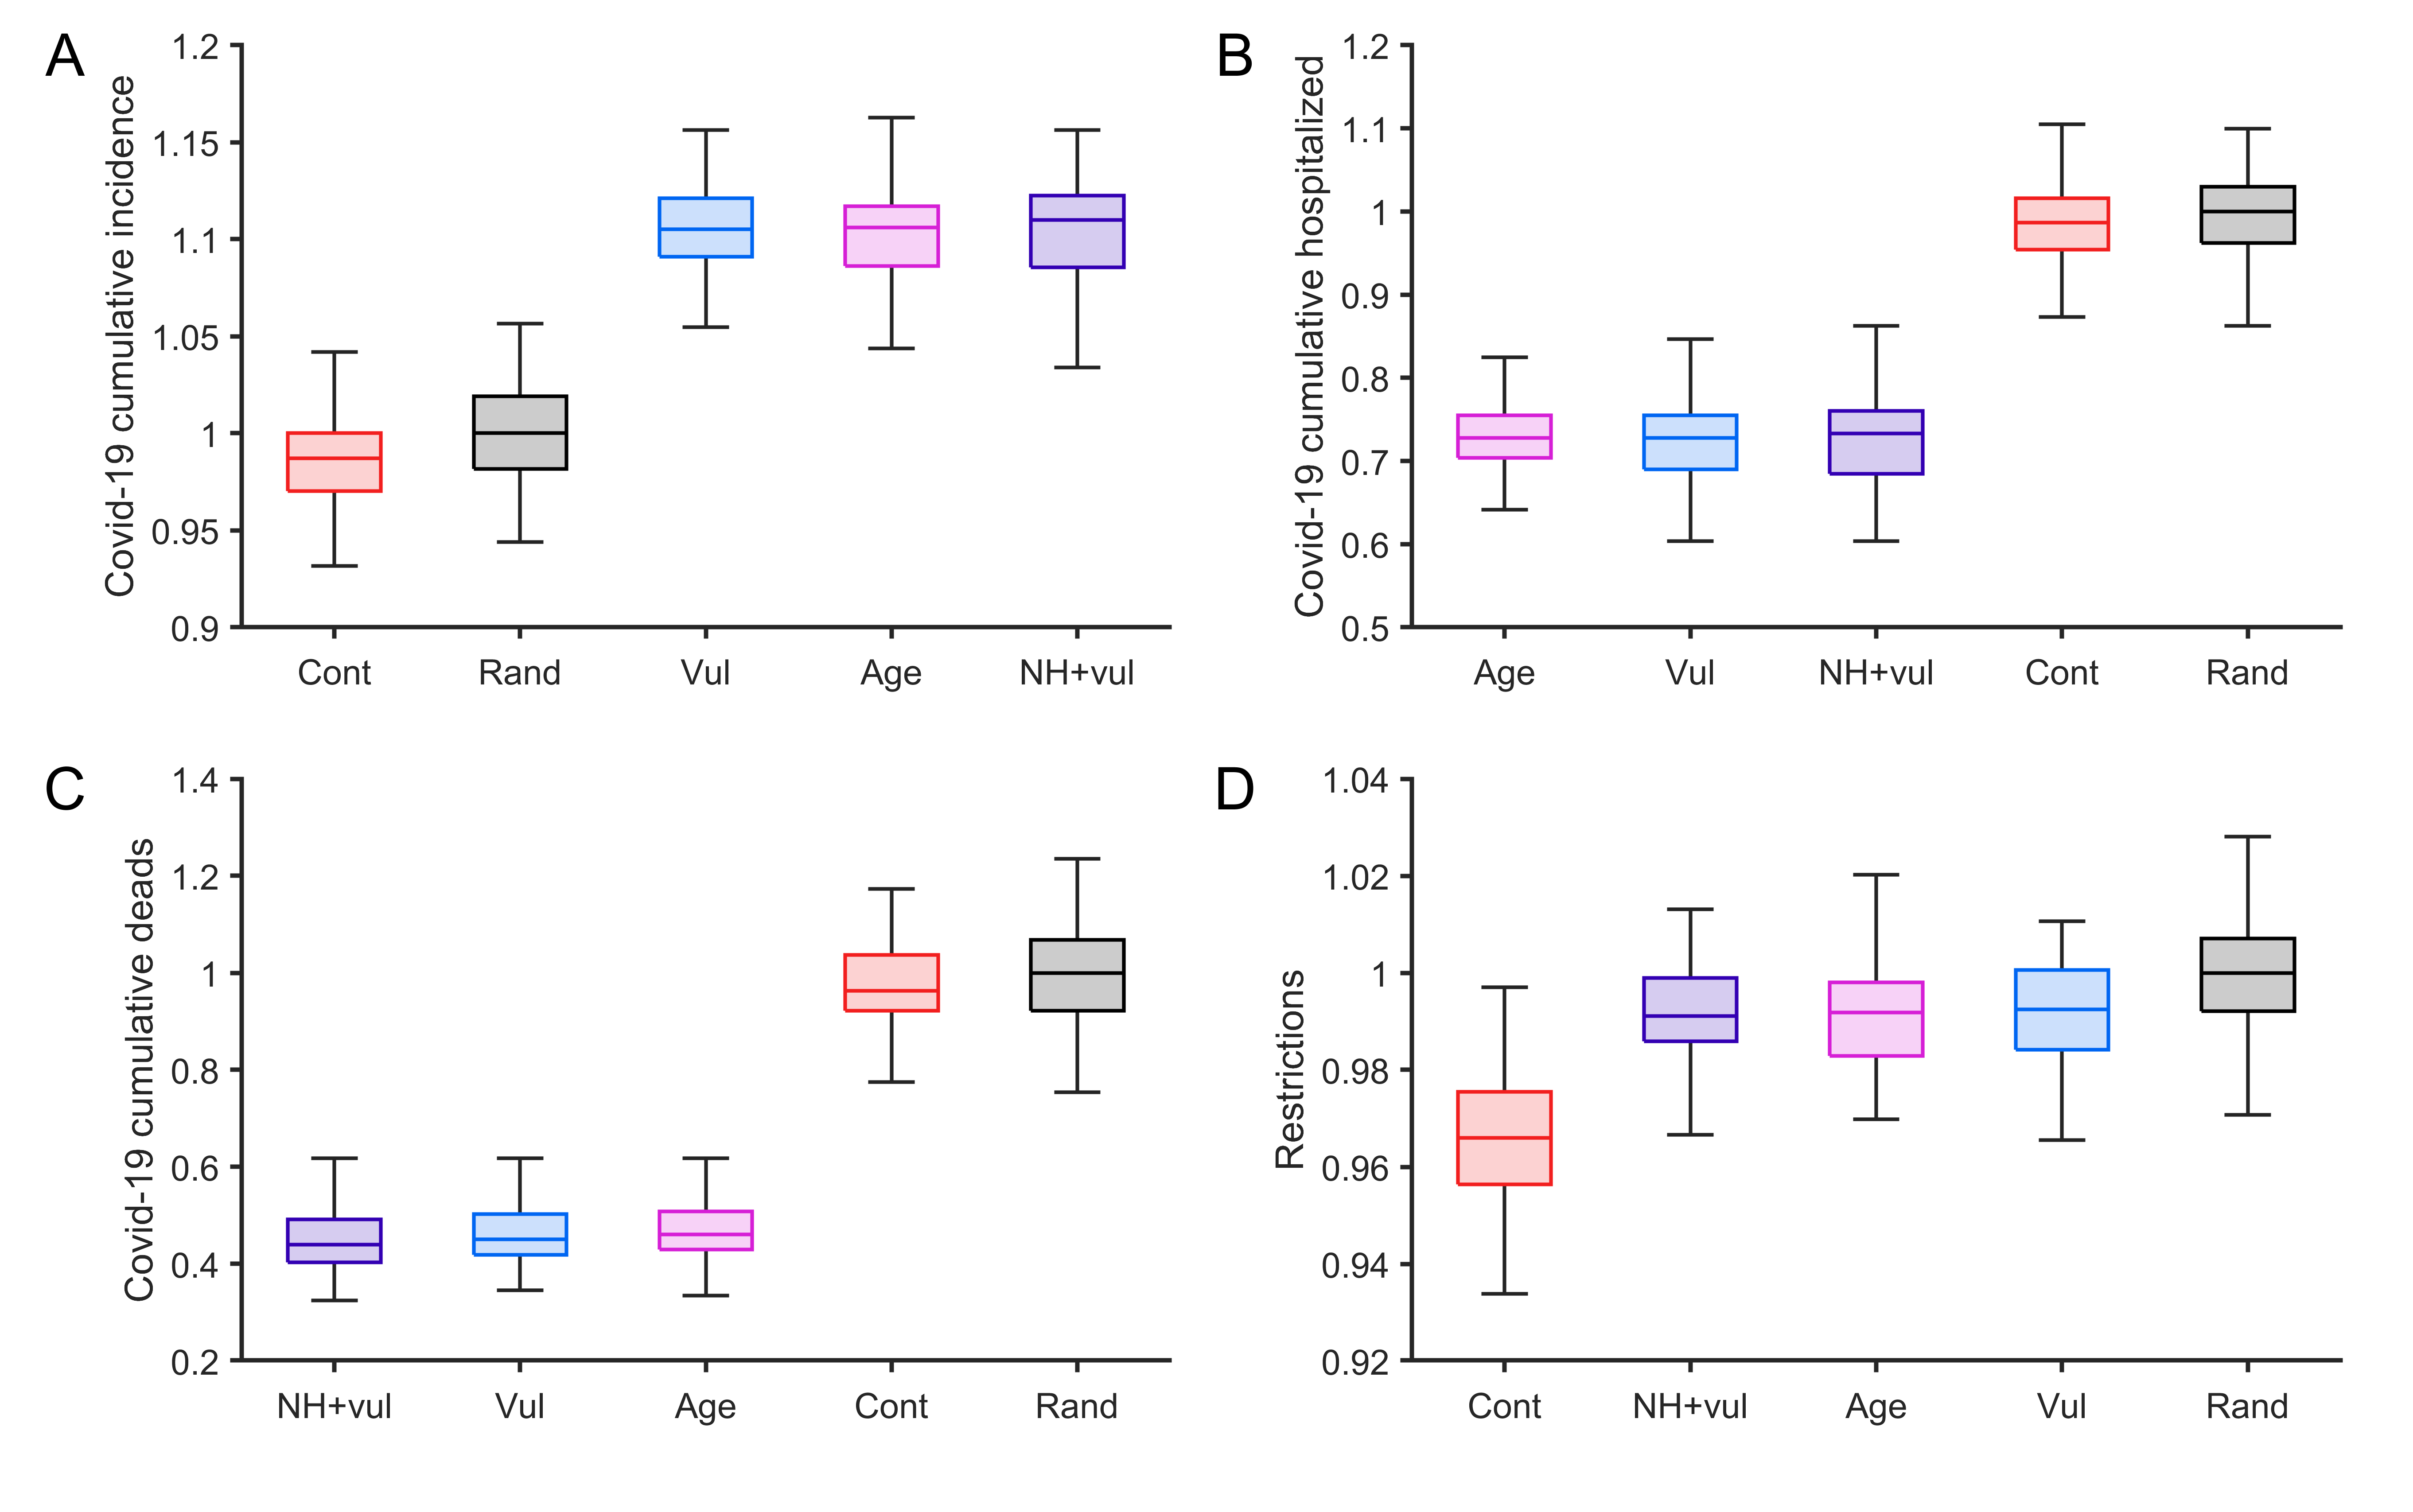 A
Covid-19 cumulative incidence
1.2
1.15
1.1
1.05
1
0.95
0.9
Cont Rand Vul Age NH+vul
B
Covid-19 cumulative hospitalized
1.2
1.1
1
0.9
0.8
0.7
0.6
0.5
Age Vul NH+vul Cont Rand
C
Covid-19 cumulative deads
1.4
1.2
1
0.8
0.6
0.4
0.2
NH+vul Vul Age Cont Rand
D
Restrictions
1.04
1.02
1
0.98
0.96
0.94
0.92
Cont NH+vul Age Vul Rand